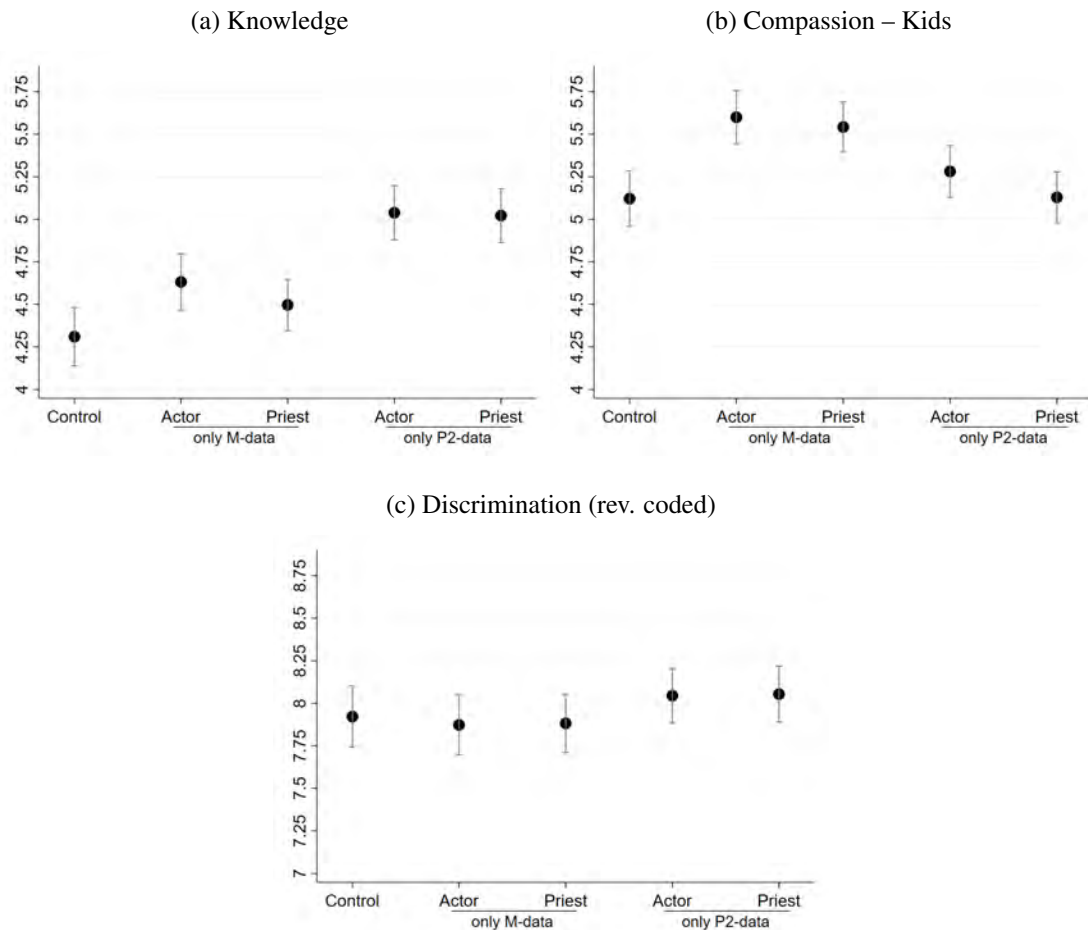 (a) Knowledge
(b) Compassion – Kids
5.75
5.5
5.25
5
4.75
4.5
4.25
4
Control Actor Priest Actor Priest
only M-data only P2-data
5.75
5.5
5.25
5
4.75
4.5
4.25
4
Control Actor Priest Actor Priest
only M-data only P2-data
(c) Discrimination (rev. coded)
8.75
8.5
8.25
8
7.75
7.5
7.25
7
Control Actor Priest Actor Priest
only M-data only P2-data